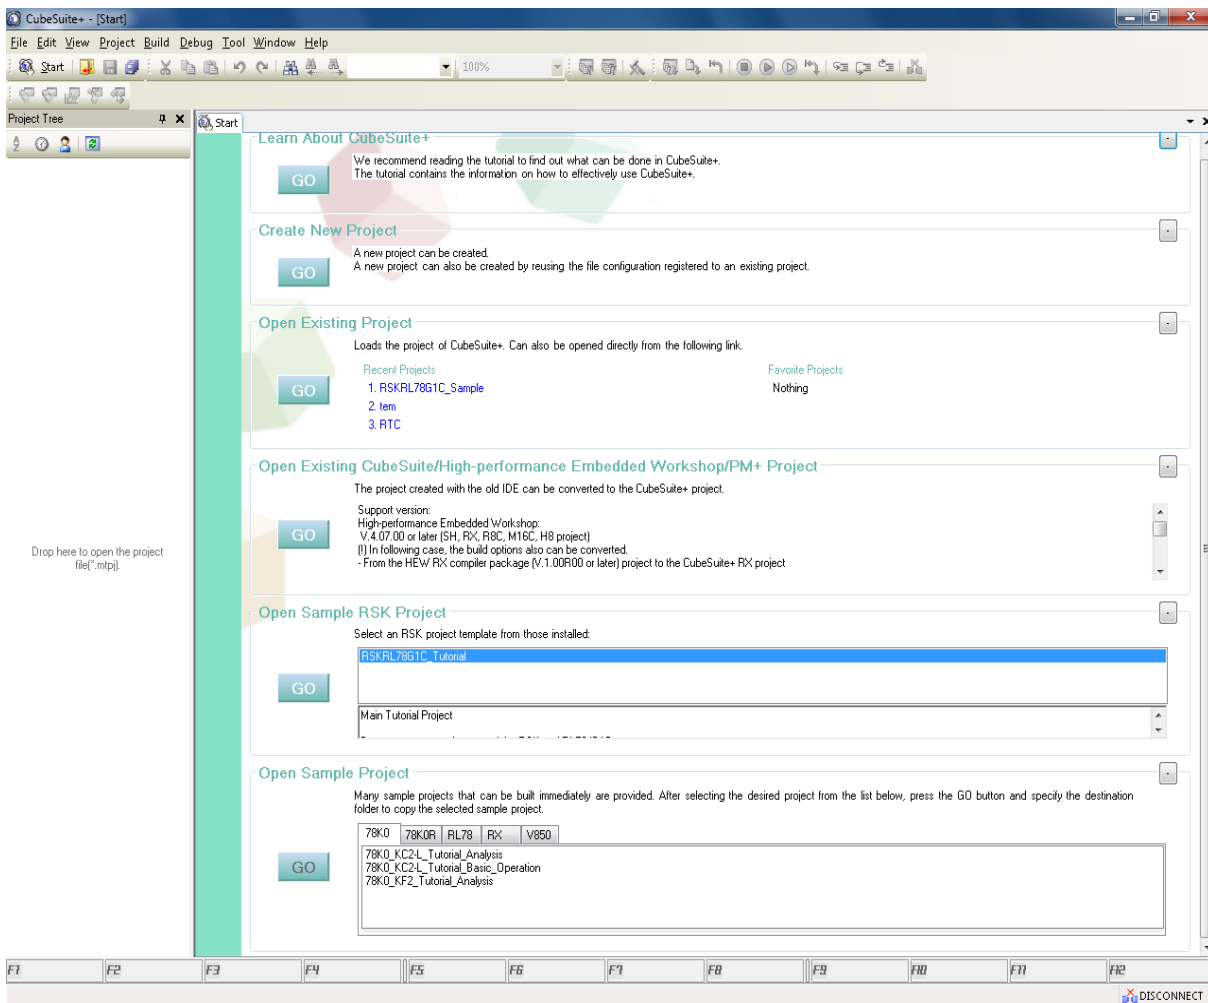 CubeSuite+ - [Start]
File Edit View Project Build Debug Tool Window Help
Start 100%
Project Tree
Start
Learn About CubeSuite+
We recommend reading the tutorial to find out what can be done in CubeSuite+.
The tutorial contains the information on how to effectively use CubeSuite+.
GO
Create New Project
A new project can be created.
A new project can also be created by reusing the file configuration registered to an existing project.
GO
Open Existing Project
Loads the project of CubeSuite+. Can also be opened directly from the following link.
Recent Projects Favorite Projects
GO
1. RSKRL78G1C_Sample Nothing
2. tem
3. RTC
Open Existing CubeSuite/High-performance Embedded Workshop/PM+ Project
The project created with the old IDE can be converted to the CubeSuite+ project.
GO
Support version:
High-performance Embedded Workshop:
V.4.07.00 or later (SH, RX, R8C, M16C, H8 project)
(!) In following case, the build options also can be converted.
- From the HEW RX compiler package (V.1.00R00 or later) project to the CubeSuite+ RX project
Drop here to open the project
file(*.mtpj).
Open Sample RSK Project
Select an RSK project template from those installed:
RSKRL78G1C_Tutorial
GO
Main Tutorial Project
Open Sample Project
Many sample projects that can be built immediately are provided. After selecting the desired project from the list below, press the GO button and specify the destination
folder to copy the selected sample project.
78K0 78K0R RL78 RX V850
GO
78K0_KC2-L_Tutorial_Analysis
78K0_KC2-L_Tutorial_Basic_Operation
78K0_KF2_Tutorial_Analysis
F1 F2 F3 F4 F5 F6 F7 F8 F9 F10 F11 F12
DISCONNECT